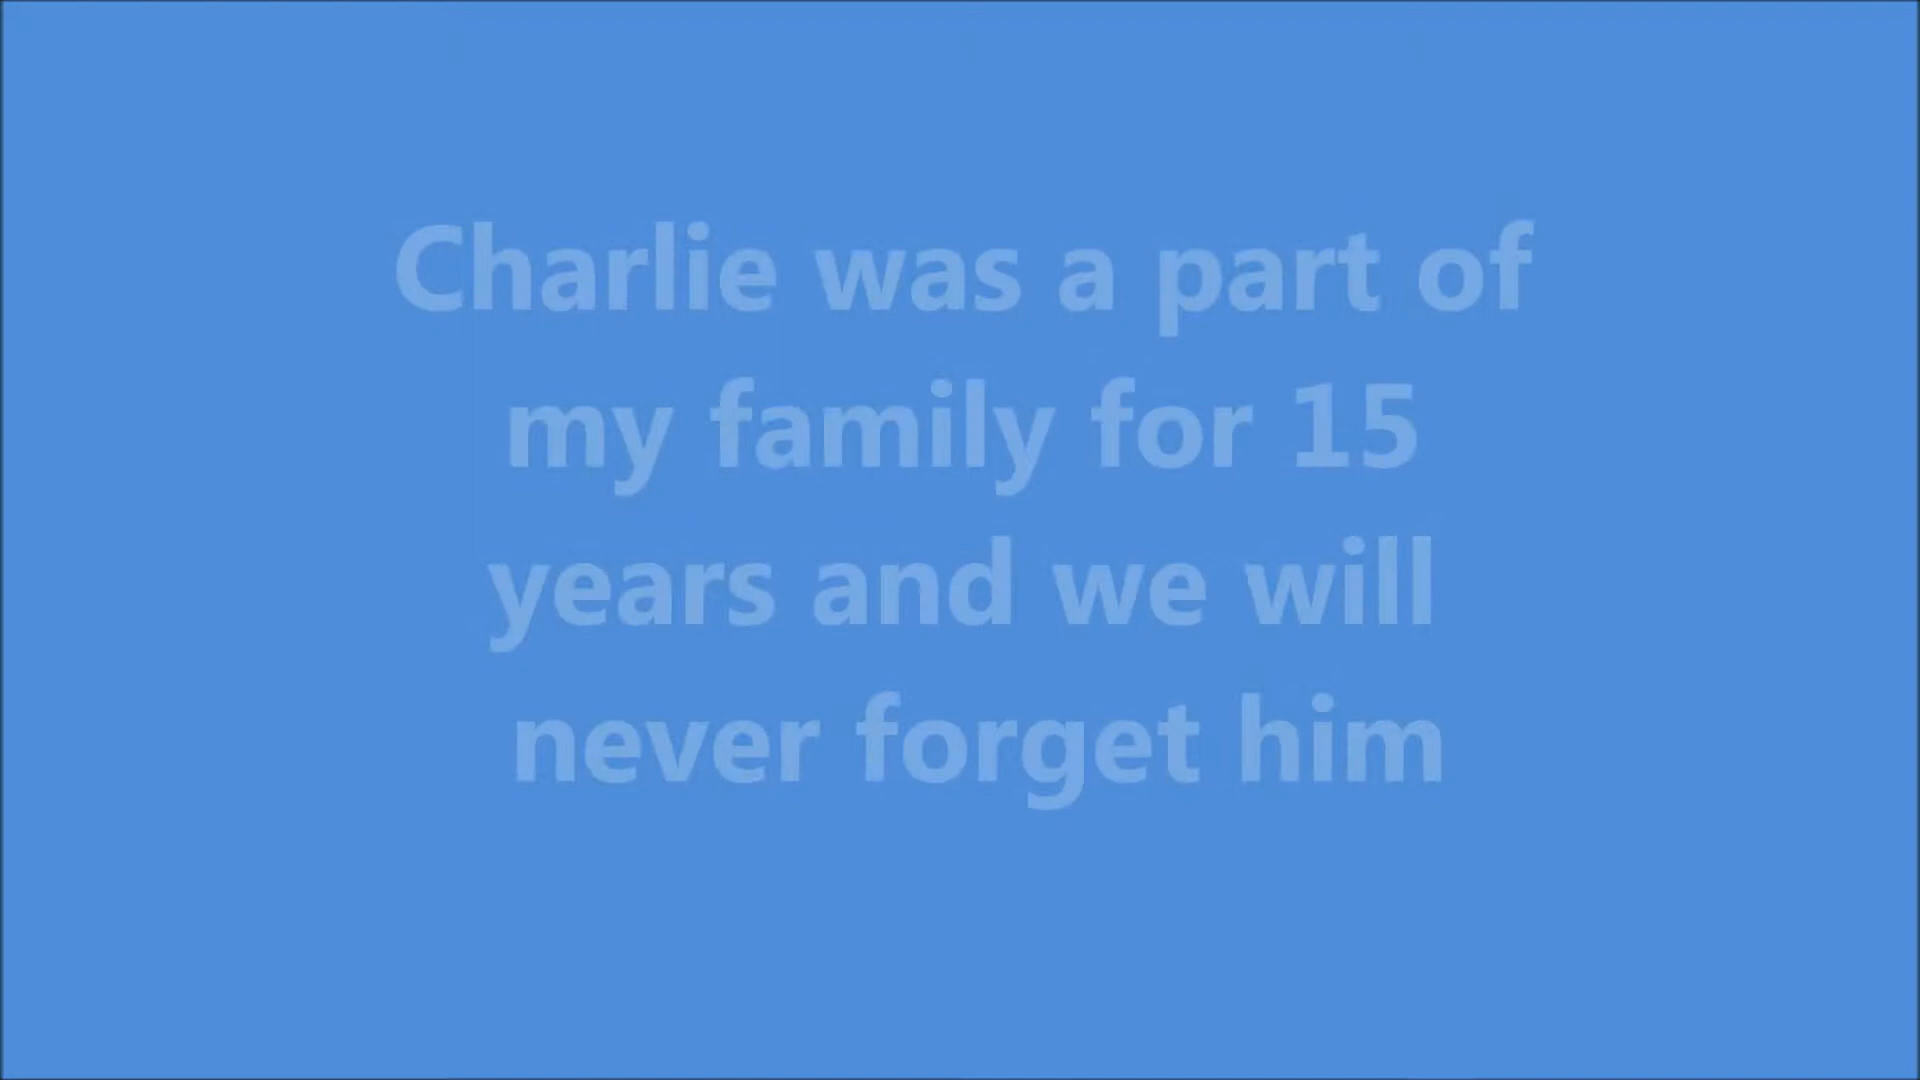 Charlie was a part of
my family for 15
years and we will
never forget him